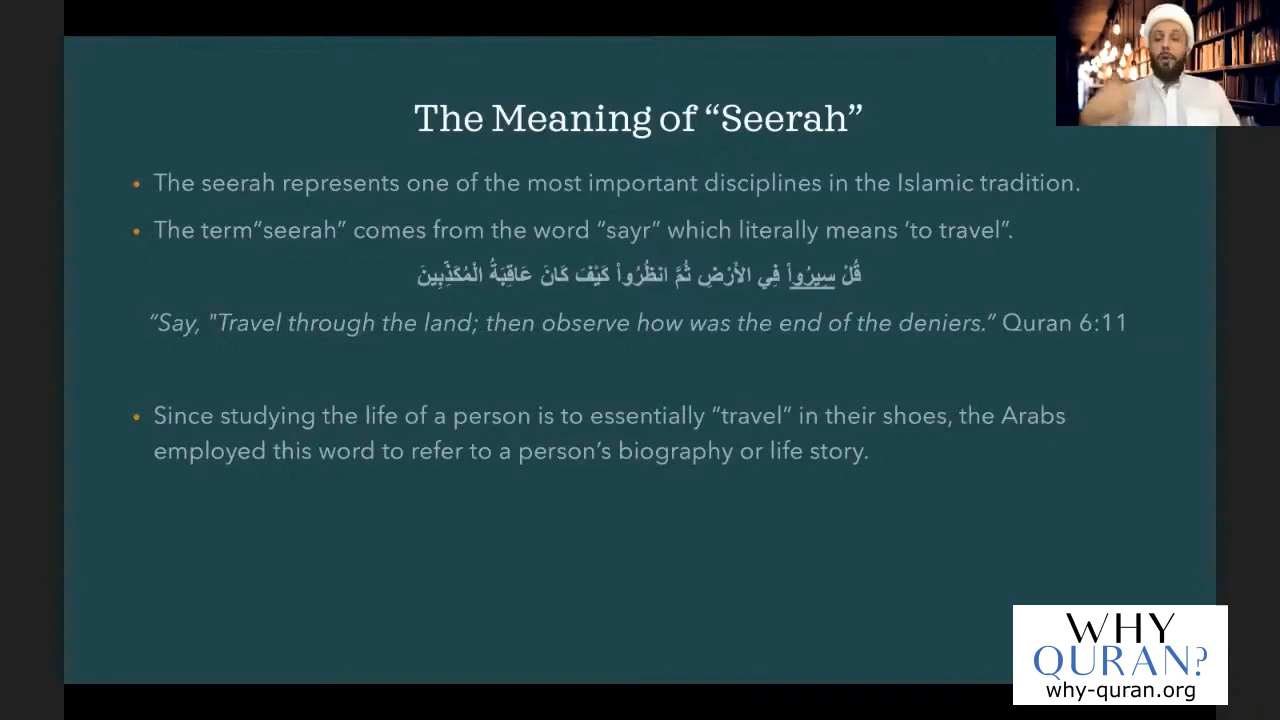 The Meaning of “Seerah”
• The seerah represents one of the most important disciplines in the Islamic tradition.
• The term“seerah” comes from the word “sayr” which literally means ‘to travel”.
قُلْ سِيرُواْ فِي الأَرْضِ ثُمَّ انظُرُواْ كَيْفَ كَانَ عَاقِبَةُ الْمُكَذِّبِينَ
“Say, "Travel through the land; then observe how was the end of the deniers.” Quran 6:11
• Since studying the life of a person is to essentially “travel” in their shoes, the Arabs
employed this word to refer to a person’s biography or life story.
WHY
QURAN?
why-quran.org